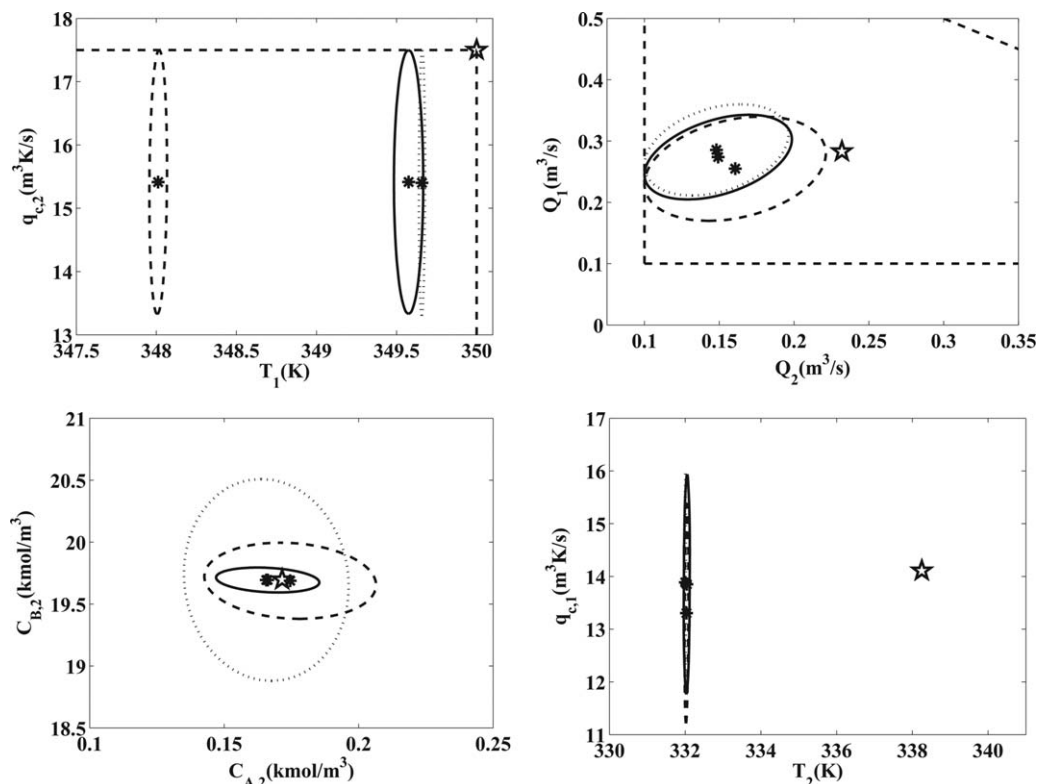 18
17
16
15
14
13
347.5 348 348.5 349 349.5 350
q_c,2(m^3K/s)
T_1(K)
0.5
0.4
0.3
0.2
0.1
0
0.1 0.15 0.2 0.25 0.3 0.35
Q_1(m^3/s)
Q_2(m^3/s)
21
20.5
20
19.5
19
18.5
0.1 0.15 0.2 0.25
C_B,2(kmol/m^3)
C_A,2(kmol/m^3)
17
16
15
14
13
12
11
330 332 334 336 338 340
q_c,1(m^3K/s)
T_2(K)